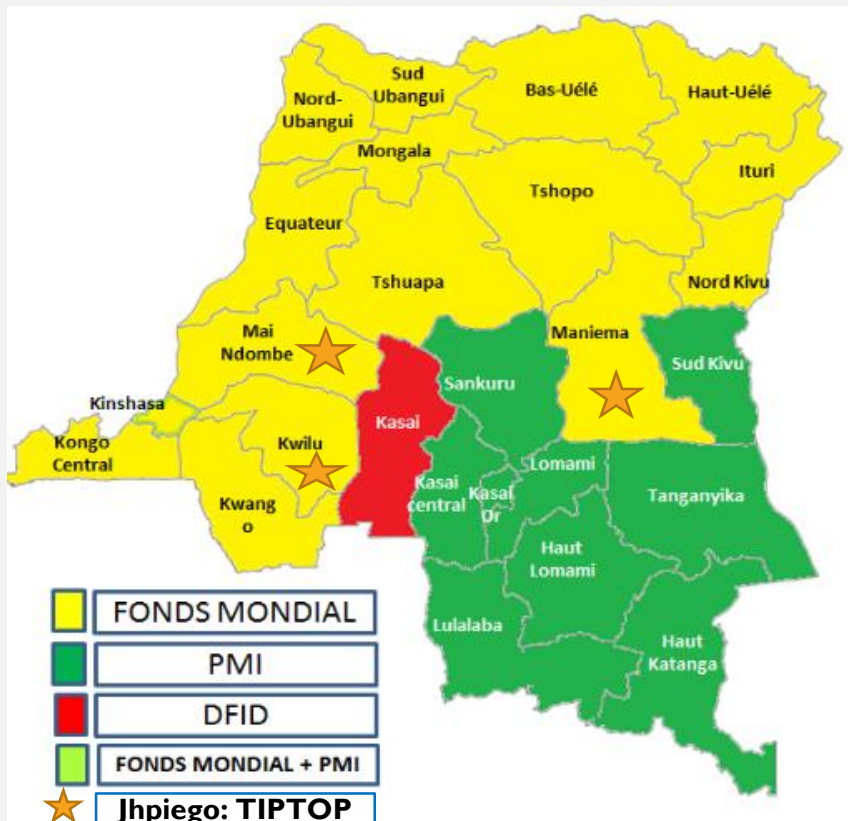 Sud
Ubangui
Nord-
Ubangui
Bas-Uélé
Haut-Uélé
Mongala
Ituri
Tshopo
Equateur
Tshuapa
Nord Kivu
Mai
Ndombe
Maniema
Sud Kivu
Sankuru
Kinshasa
Kasai
Kwilu
Kongo
Central
Lomami
Kasai
central
Kasai
Or
Tanganyika
Kwang
o
Haut
Lomami
Lulalaba
Haut
Katanga
FONDS MONDIAL
PMI
DFID
FONDS MONDIAL + PMI
Jhpiego: TIPTOP